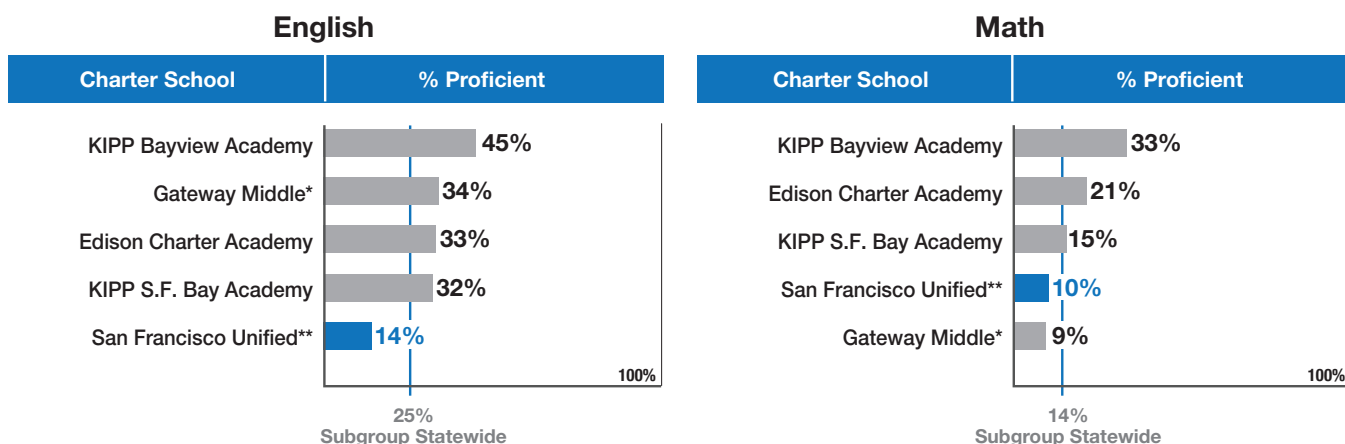 English
Charter School % Proficient
KIPP Bayview Academy 45%
Gateway Middle* 34%
Edison Charter Academy 33%
KIPP S.F. Bay Academy 32%
San Francisco Unified** 14%
100%
25%
Subgroup Statewide
Math
Charter School % Proficient
KIPP Bayview Academy 33%
Edison Charter Academy 21%
KIPP S.F. Bay Academy 15%
San Francisco Unified** 10%
Gateway Middle* 9%
100%
14%
Subgroup Statewide